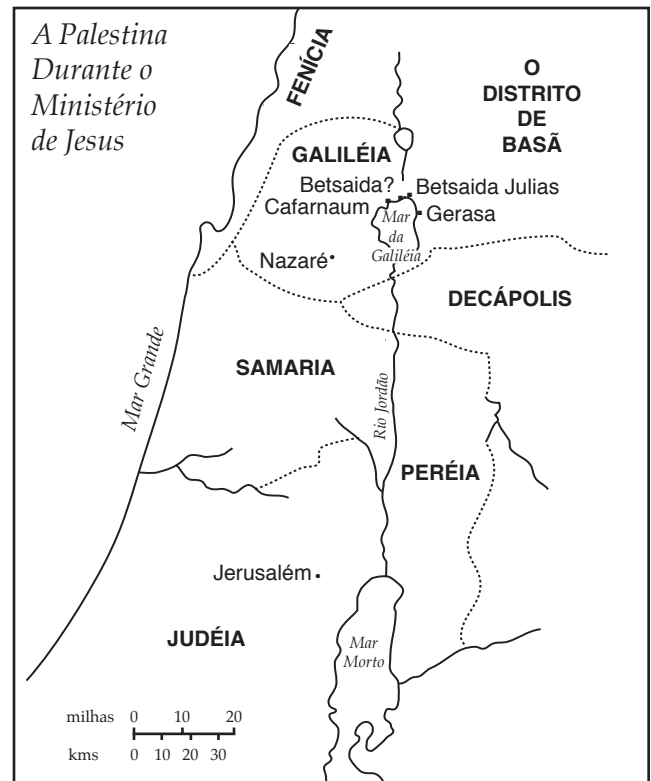 A Palestina
Durante o
Ministério
de Jesus
FENÍCIA
O
DISTRITO
DE
BASÃ
GALILÉIA
Betsaida?
Betsaida Julias
Cafarnaum
Gerasa
Mar
da
Galiléia
Nazaré
DECÁPOLIS
Mar Grande
SAMARIA
Rio Jordão
PERÉIA
Jerusalém
JUDÉIA
Mar
Morto
milhas 0 10 20
kms 0 10 20 30